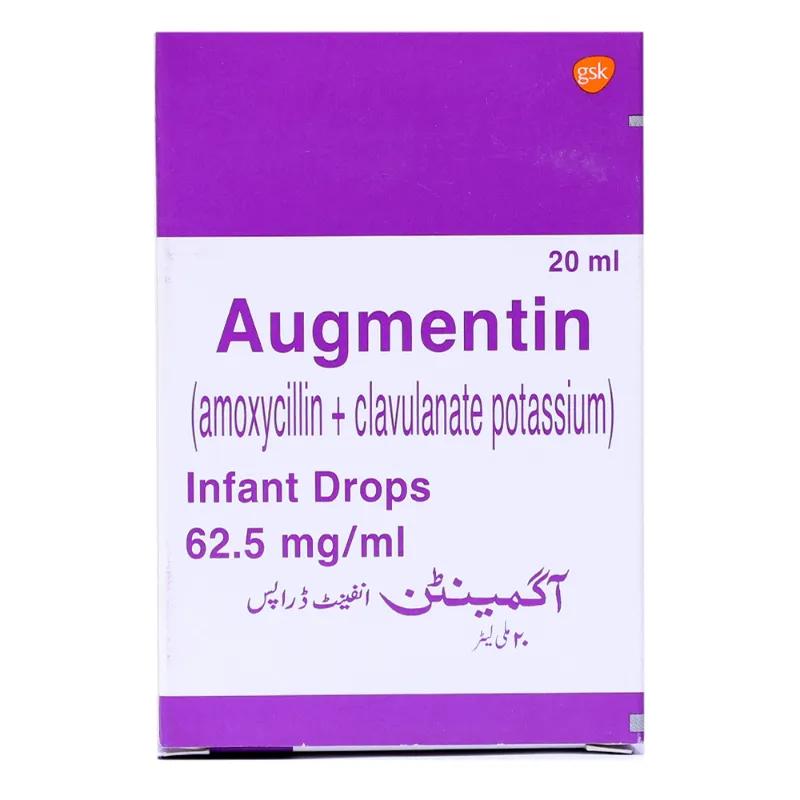 gsk
20 ml
Augmentin
(amoxycillin + clavulanate potassium)
Infant Drops
62.5 mg/ml
آگمینٹن انفینٹ ڈراپس
۲۰ ملی لیٹر